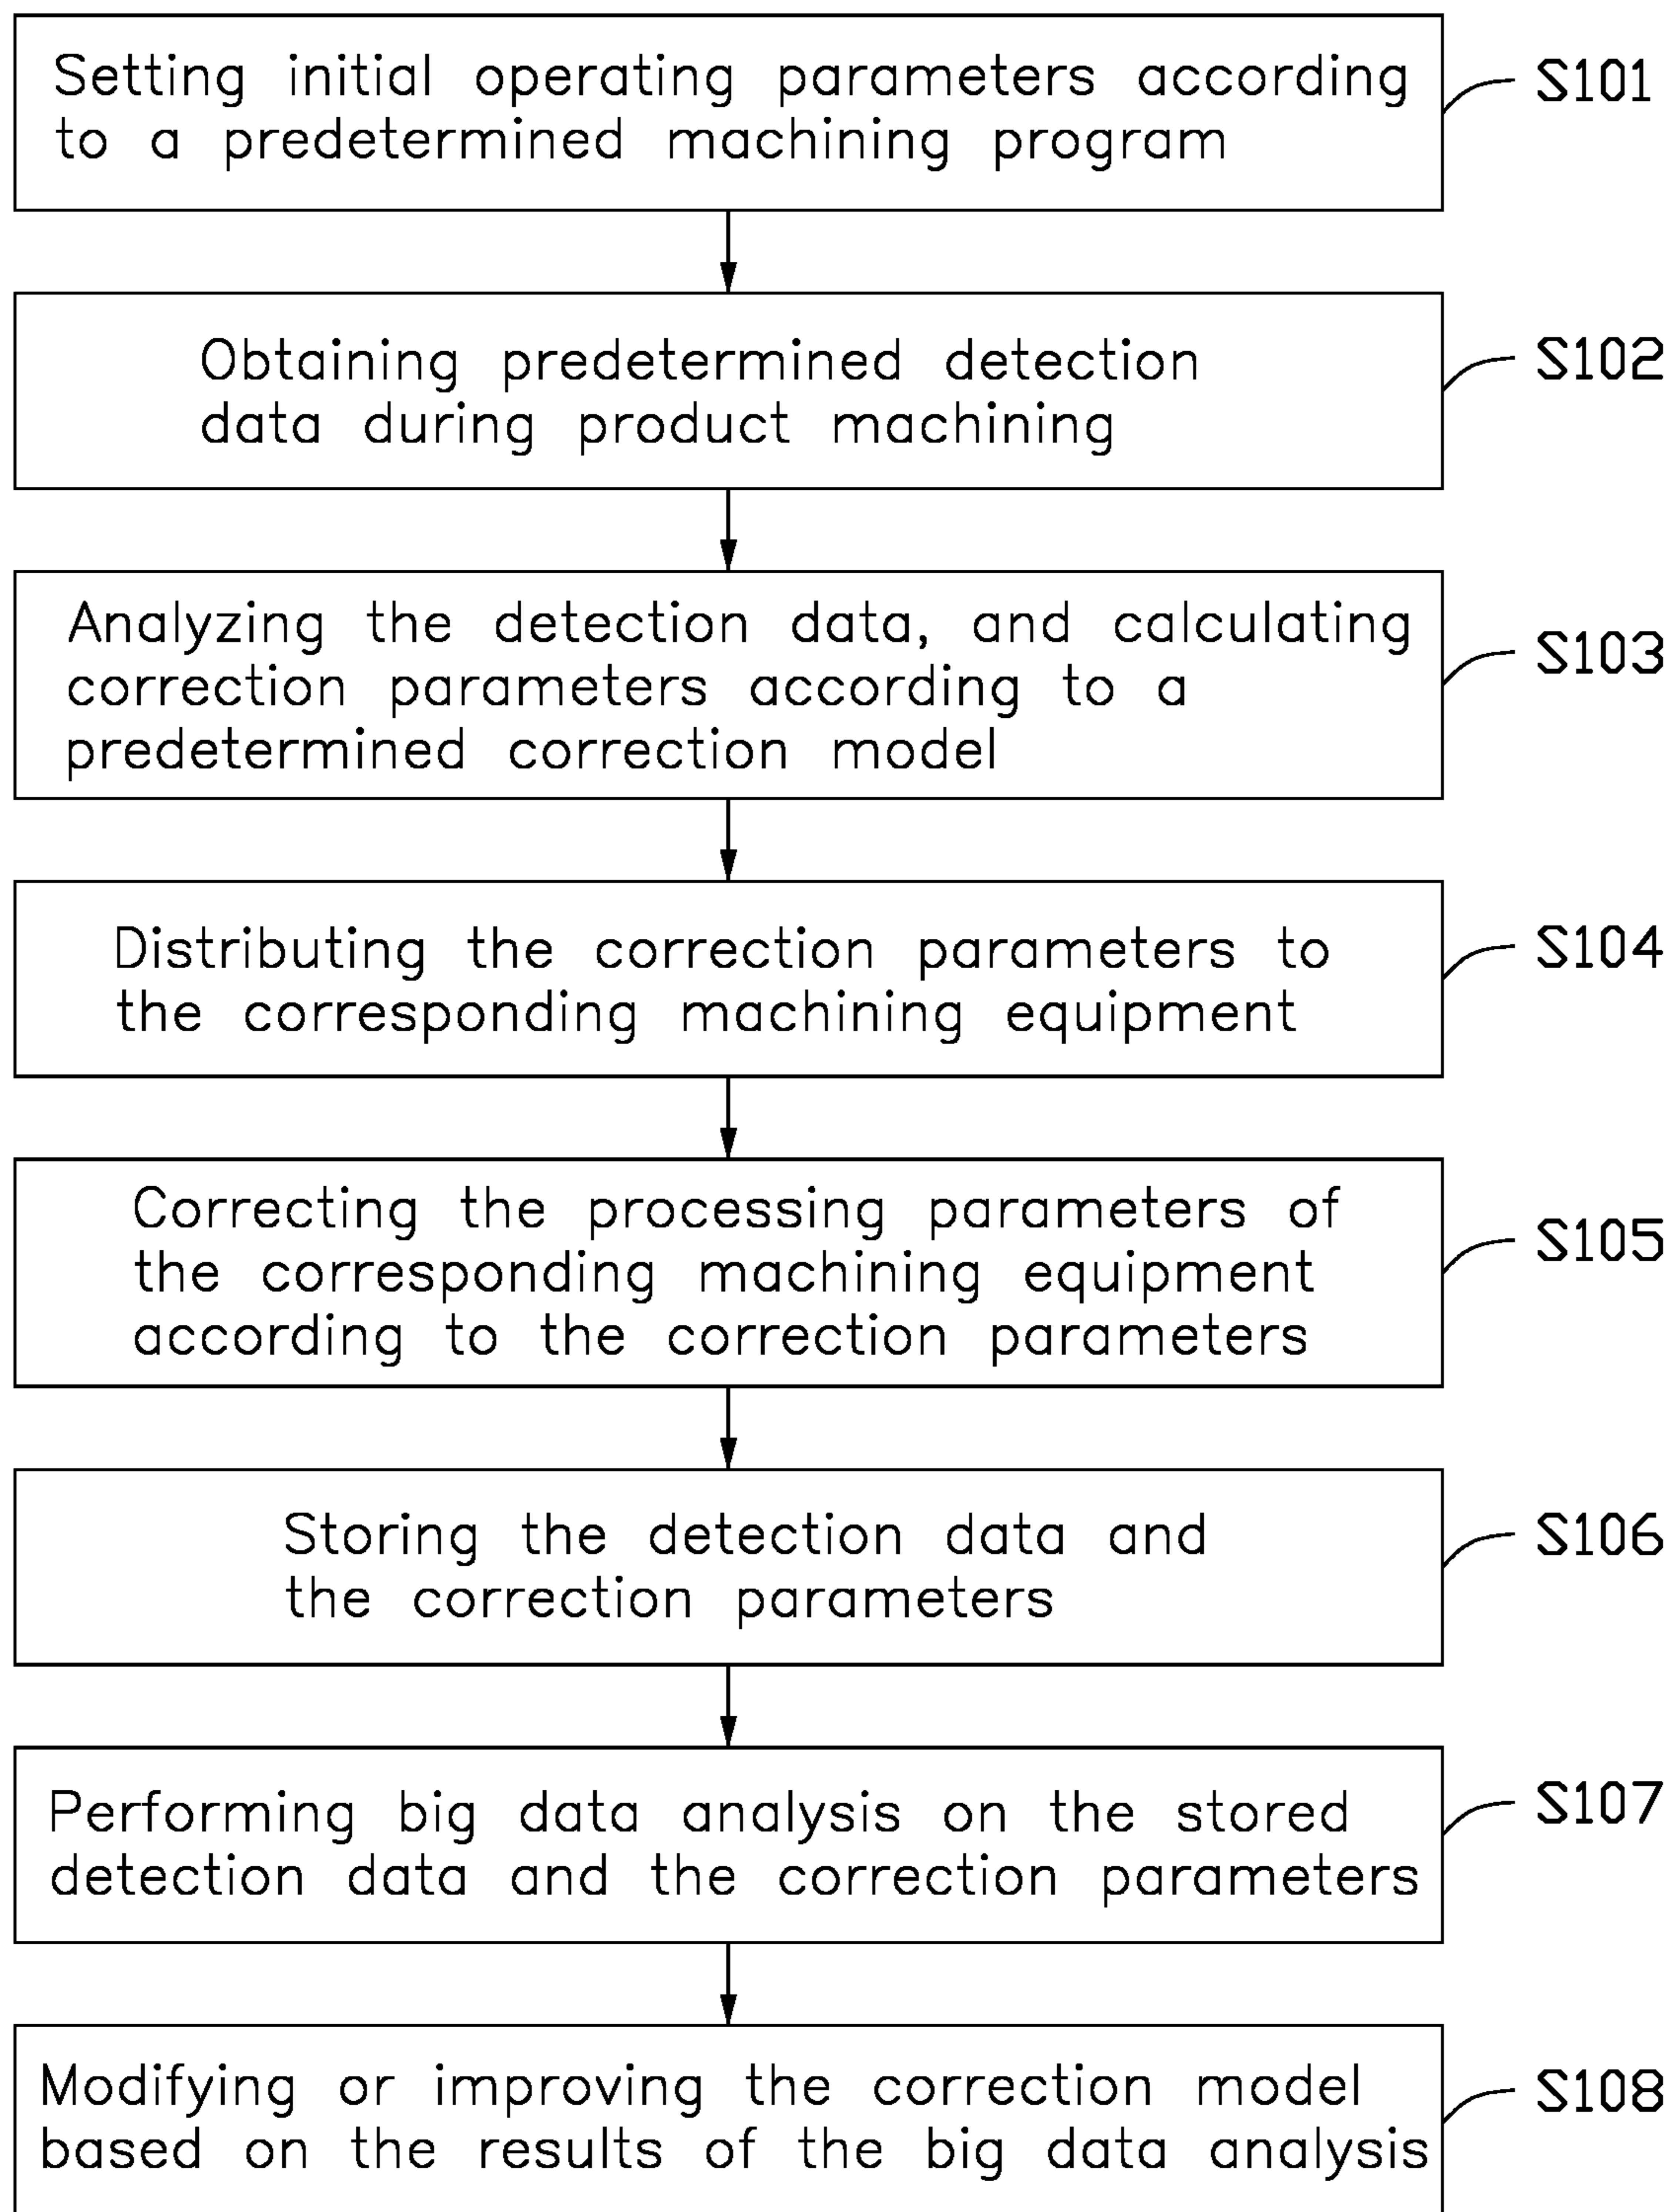 Setting initial operating parameters according
to a predetermined machining program
S101
Obtaining predetermined detection
data during product machining
S102
Analyzing the detection data, and calculating
correction parameters according to a
predetermined correction model
S103
Distributing the correction parameters to
the corresponding machining equipment
S104
Correcting the processing parameters of
the corresponding machining equipment
according to the correction parameters
S105
Storing the detection data and
the correction parameters
S106
Performing big data analysis on the stored
detection data and the correction parameters
S107
Modifying or improving the correction model
based on the results of the big data analysis
S108